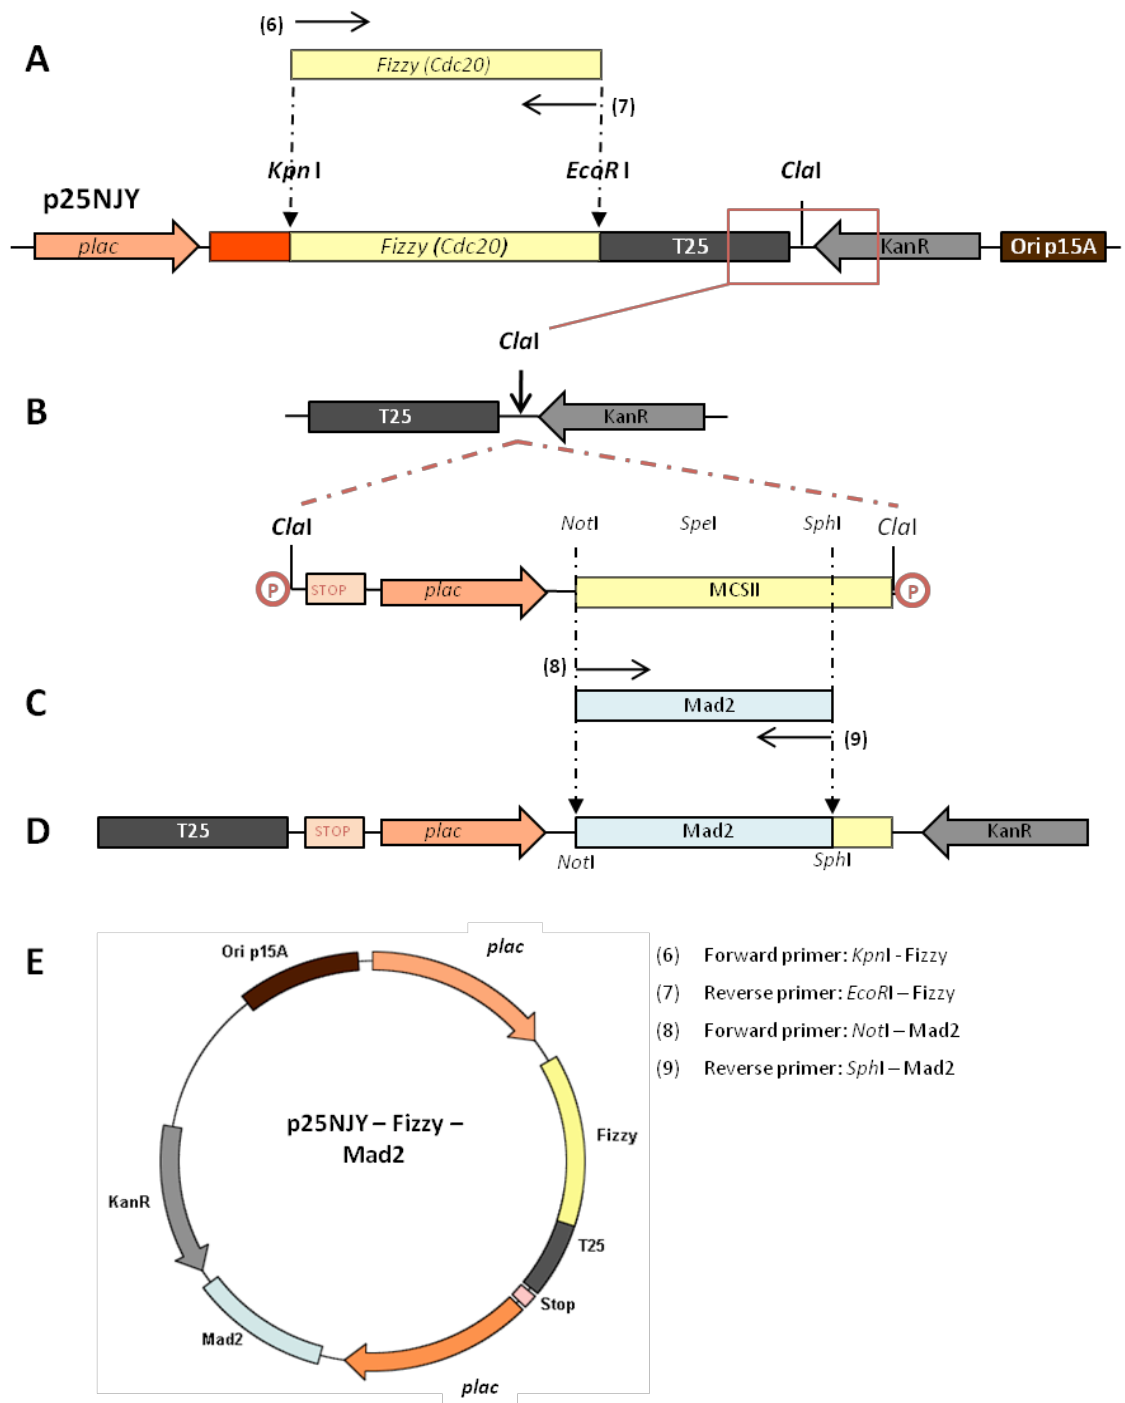 (6)
A
Fizzy (Cdc20)
(7)
Kpn I
EcoR I
ClaI
p25NJY
plac
Fizzy (Cdc20)
T25
KanR
Ori p15A
ClaI
B
T25
KanR
ClaI
NotI
SpeI
SphI
ClaI
P
STOP
plac
MCSII
P
(8)
C
Mad2
(9)
D
T25
STOP
plac
Mad2
KanR
NotI
SphI
E
Ori p15A
plac
p25NJY – Fizzy –
Mad2
Fizzy
T25
Stop
KanR
Mad2
plac
(6) Forward primer: KpnI - Fizzy
(7) Reverse primer: EcoRI – Fizzy
(8) Forward primer: NotI – Mad2
(9) Reverse primer: SphI – Mad2